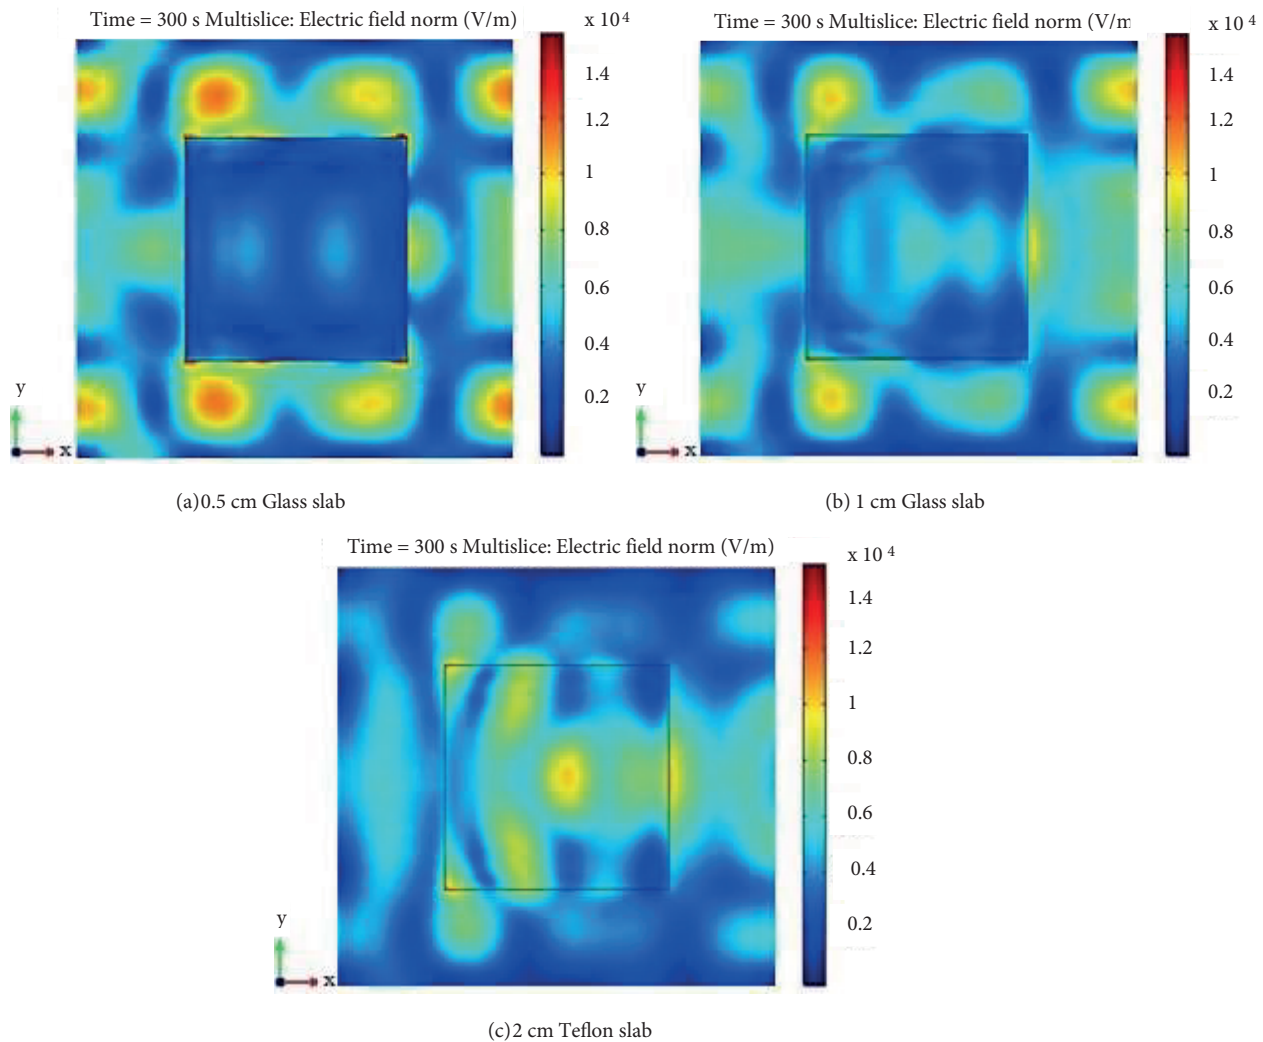 Time = 300 s Multislice: Electric field norm (V/m)
x 10 4
1.4
1.2
1
0.8
0.6
0.4
0.2
y
x
(a)0.5 cm Glass slab
Time = 300 s Multislice: Electric field norm (V/m
x 10 4
1.4
1.2
1
0.8
0.6
0.4
0.2
y
x
(b) 1 cm Glass slab
Time = 300 s Multislice: Electric field norm (V/m)
x 10 4
1.4
1.2
1
0.8
0.6
0.4
0.2
y
x
(c)2 cm Teflon slab